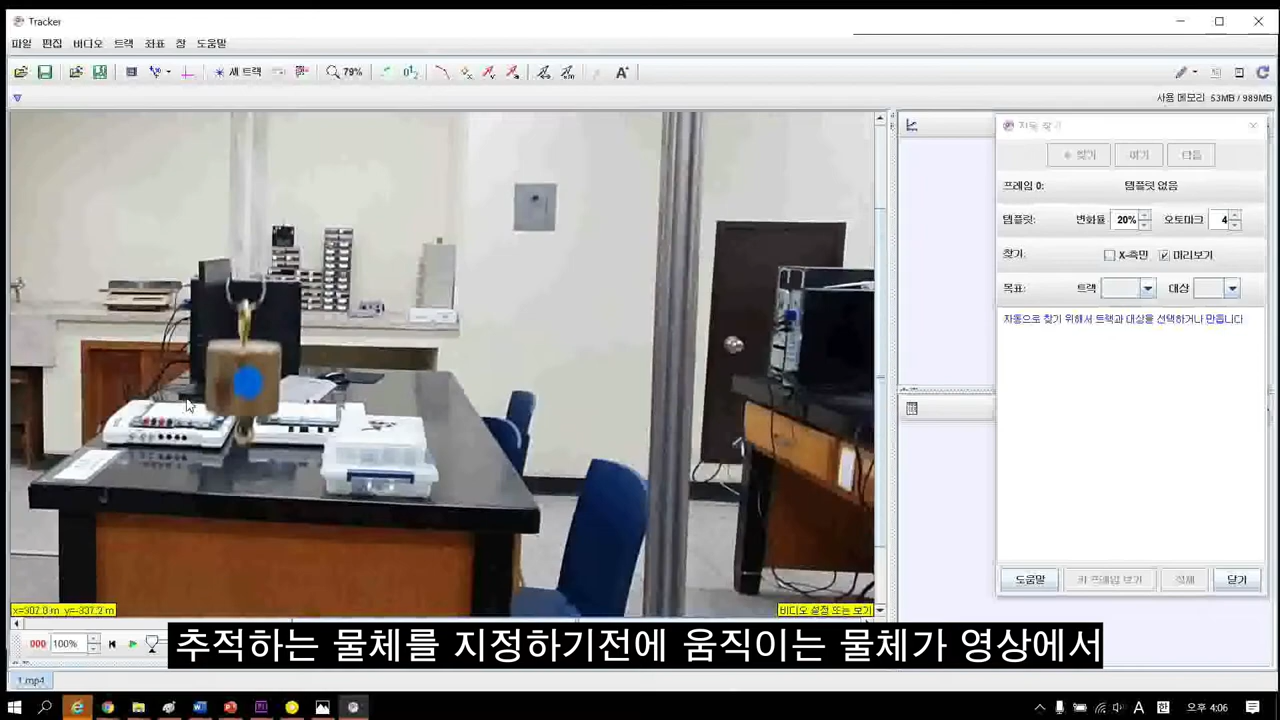 Tracker
파일 편집 비디오 트랙 좌표 창 도움말
새 트랙 79%
사용 메모리 53MB / 989MB
자동 찾기
찾기 여기 다듬
프레임 0: 템플릿 없음
템플릿: 변화율 20% 오토마크 4
찾기: X-축만 미리보기
목표: 트랙 대상
자동으로 찾기 위해서 트랙과 대상을 선택하거나 만듭니다
도움말 키 프레임 보기 삭제 닫기
비디오 설정 또는 보기
000 100%
추적하는 물체를 지정하기전에 움직이는 물체가 영상에서
1.mp4
A 한 오후 4:06